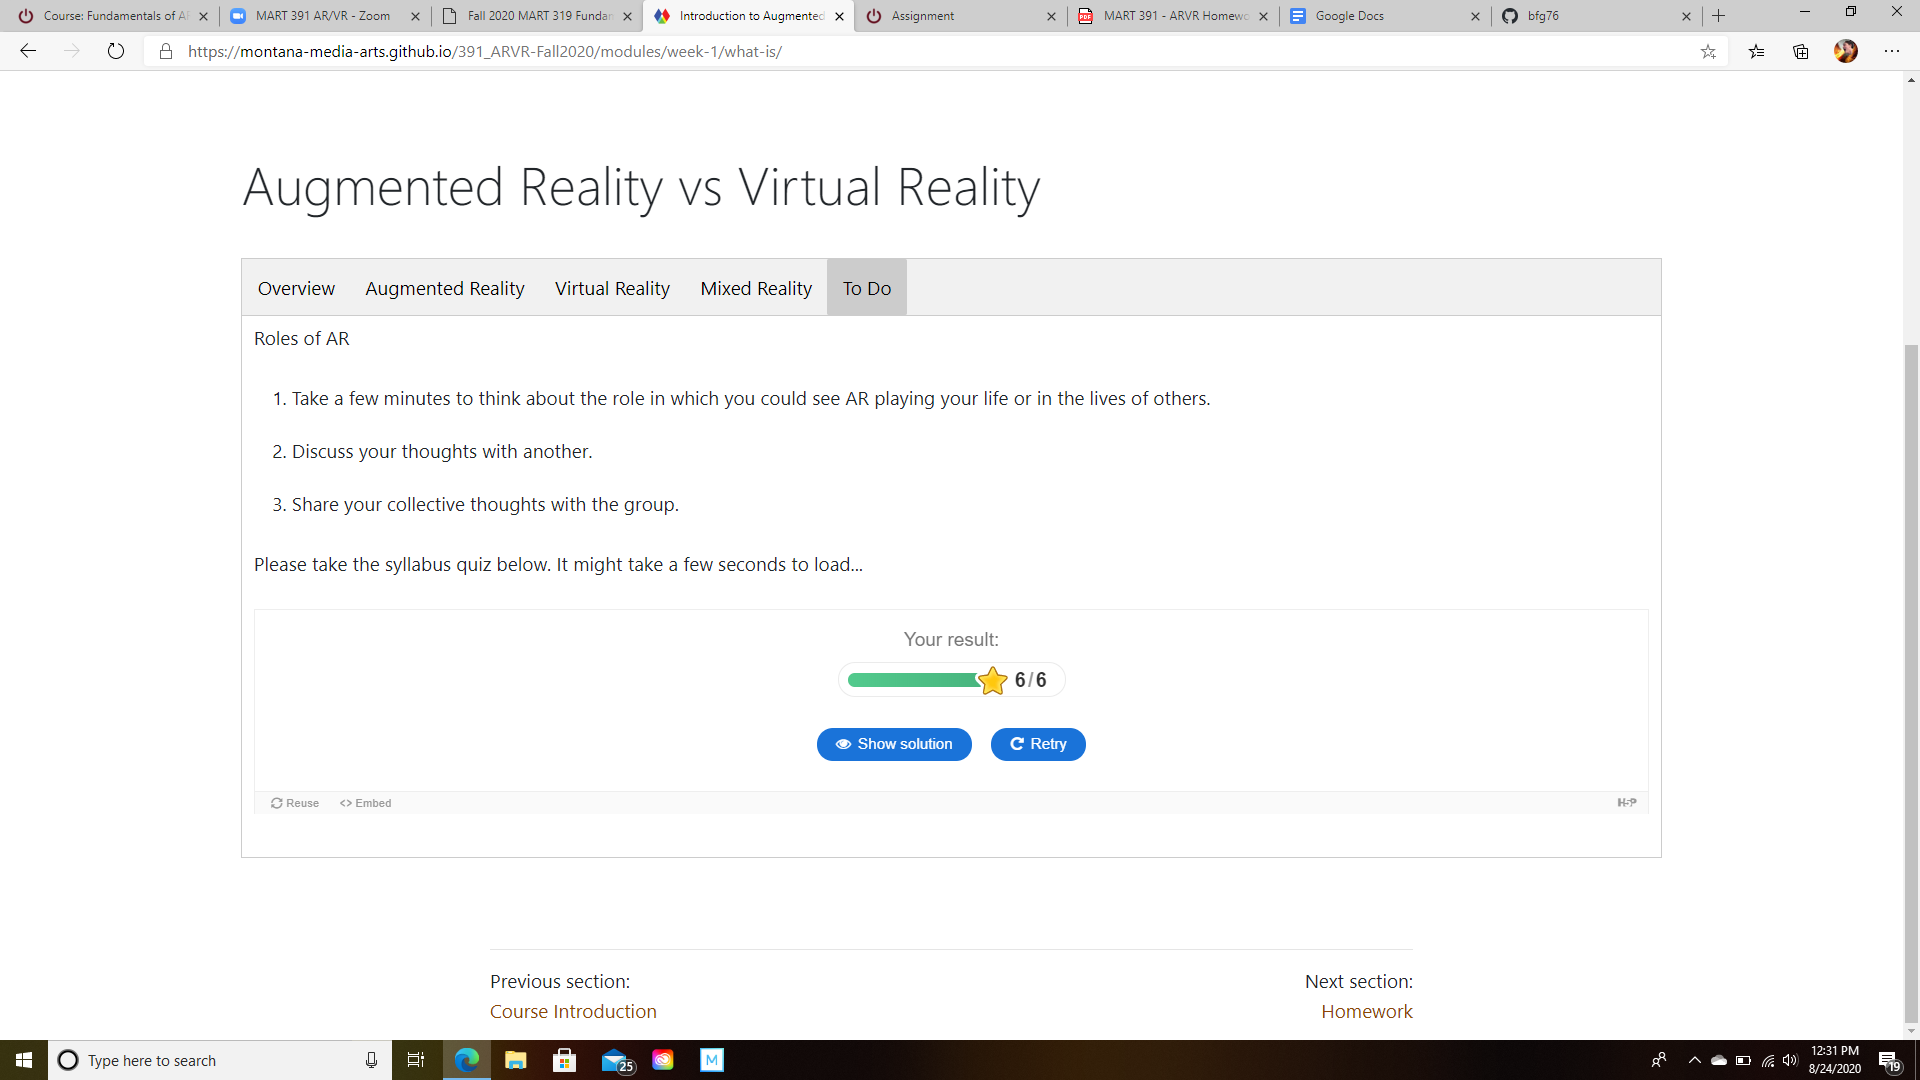 Course: Fundamentals of A
MART 391 AR/VR - Zoom
Fall 2020 MART 319 Fundar
Introduction to Augmented
Assignment
MART 391 - ARVR Homewo
Google Docs
bfg76
https://montana-media-arts.github.io/391_ARVR-Fall2020/modules/week-1/what-is/
Augmented Reality vs Virtual Reality
Overview Augmented Reality Virtual Reality Mixed Reality To Do
Roles of AR
1. Take a few minutes to think about the role in which you could see AR playing your life or in the lives of others.
2. Discuss your thoughts with another.
3. Share your collective thoughts with the group.
Please take the syllabus quiz below. It might take a few seconds to load...
Your result:
6/6
Show solution Retry
Reuse <> Embed H-P
Previous section:
Course Introduction
Next section:
Homework
Type here to search
25
M
12:31 PM
8/24/2020
19